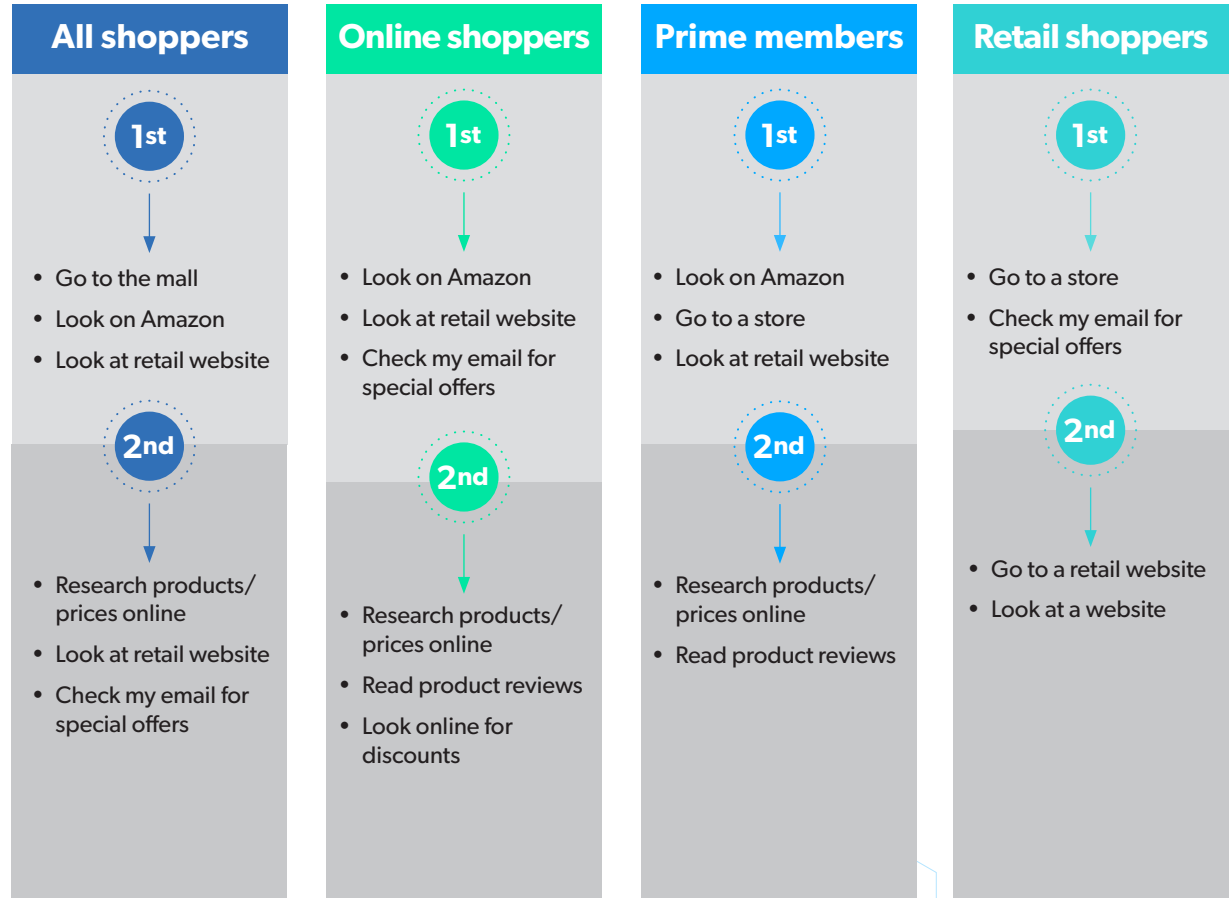 All shoppers
1st
• Go to the mall
• Look on Amazon
• Look at retail website
2nd
• Research products/
prices online
• Look at retail website
• Check my email for
special offers
Online shoppers
1st
• Look on Amazon
• Look at retail website
• Check my email for
special offers
2nd
• Research products/
prices online
• Read product reviews
• Look online for
discounts
Prime members
1st
• Look on Amazon
• Go to a store
• Look at retail website
2nd
• Research products/
prices online
• Read product reviews
Retail shoppers
1st
• Go to a store
• Check my email for
special offers
2nd
• Go to a retail website
• Look at a website